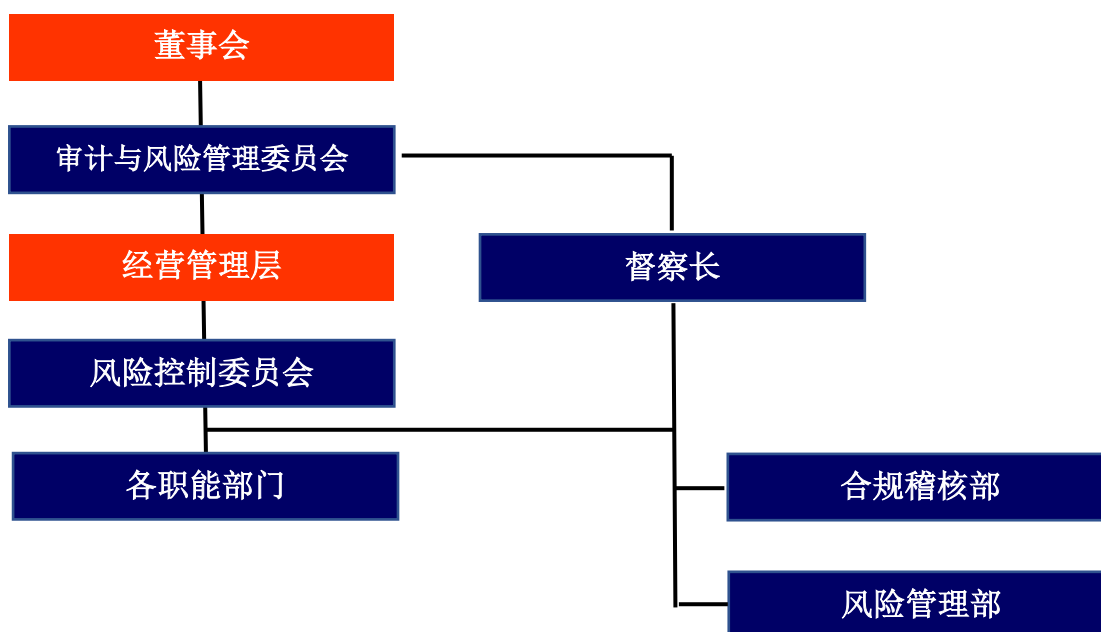 董事会
审计与风险管理委员会
经营管理层
督察长
风险控制委员会
各职能部门
合规稽核部
风险管理部